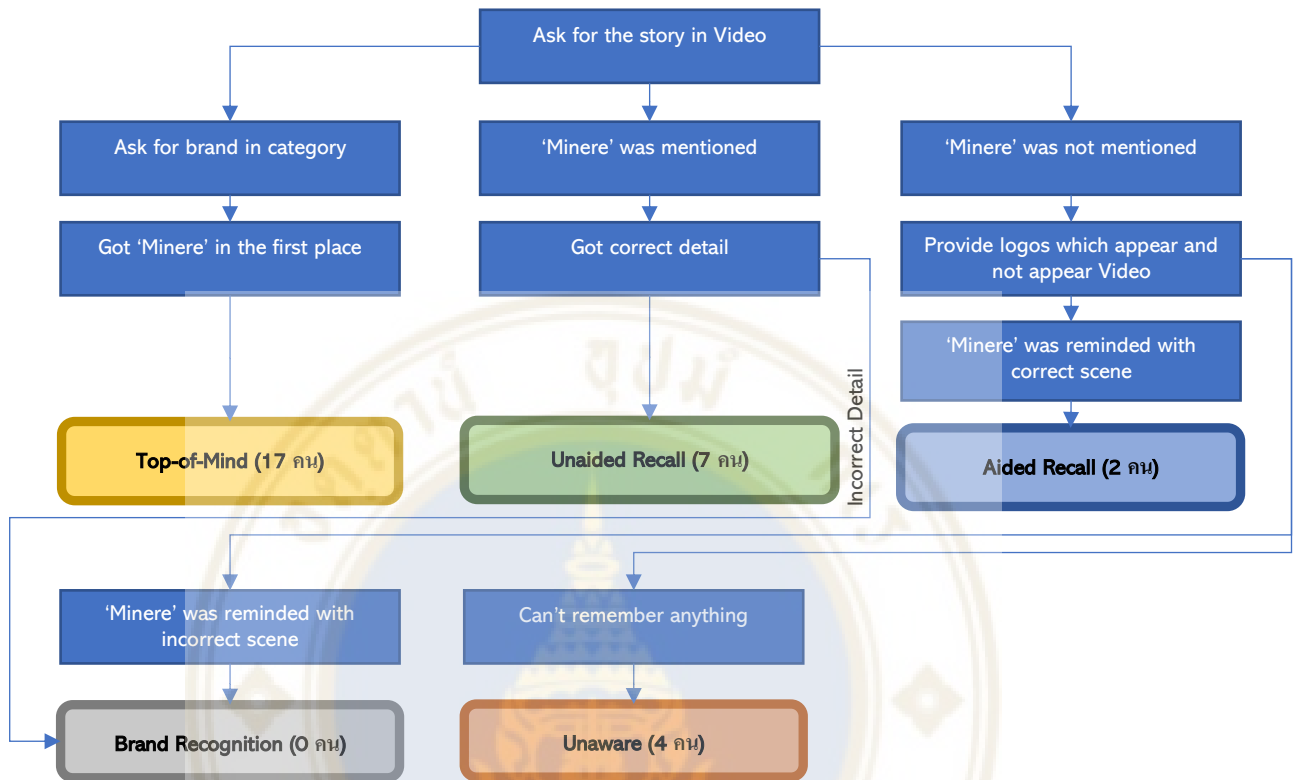 Ask for the story in Video
Ask for brand in category
‘Minere’ was mentioned
‘Minere’ was not mentioned
Got ‘Minere’ in the first place
Got correct detail
Provide logos which appear and
not appear Video
‘Minere’ was reminded with
correct scene
Incorrect Detail
Top-of-Mind (17 คน)
Unaided Recall (7 คน)
Aided Recall (2 คน)
‘Minere’ was reminded with
incorrect scene
Can’t remember anything
Brand Recognition (0 คน)
Unaware (4 คน)